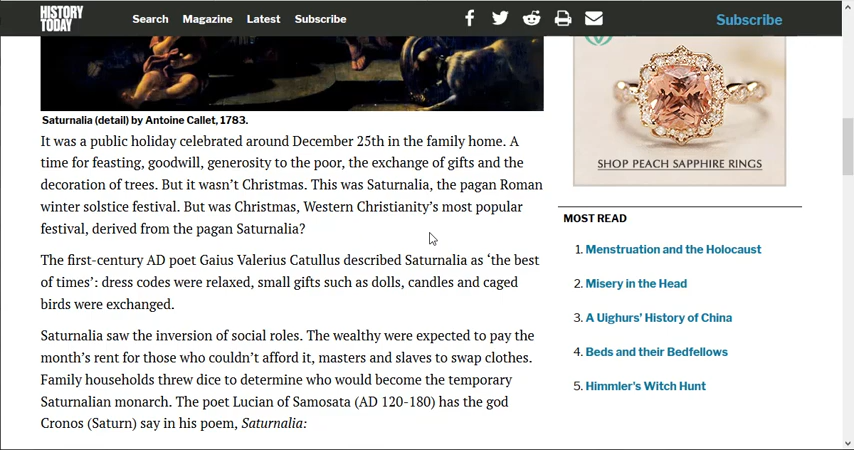 HISTORY
TODAY
Search Magazine Latest Subscribe
Subscribe
Saturnalia (detail) by Antoine Callet, 1783.
It was a public holiday celebrated around December 25th in the family home. A
time for feasting, goodwill, generosity to the poor, the exchange of gifts and the
decoration of trees. But it wasn’t Christmas. This was Saturnalia, the pagan Roman
winter solstice festival. But was Christmas, Western Christianity’s most popular
festival, derived from the pagan Saturnalia?
The first-century AD poet Gaius Valerius Catullus described Saturnalia as ‘the best
of times’: dress codes were relaxed, small gifts such as dolls, candles and caged
birds were exchanged.
Saturnalia saw the inversion of social roles. The wealthy were expected to pay the
month’s rent for those who couldn’t afford it, masters and slaves to swap clothes.
Family households threw dice to determine who would become the temporary
Saturnalian monarch. The poet Lucian of Samosata (AD 120-180) has the god
Cronos (Saturn) say in his poem, Saturnalia:
SHOP PEACH SAPPHIRE RINGS
MOST READ
1. Menstruation and the Holocaust
2. Misery in the Head
3. A Uighurs’ History of China
4. Beds and their Bedfellows
5. Himmler’s Witch Hunt